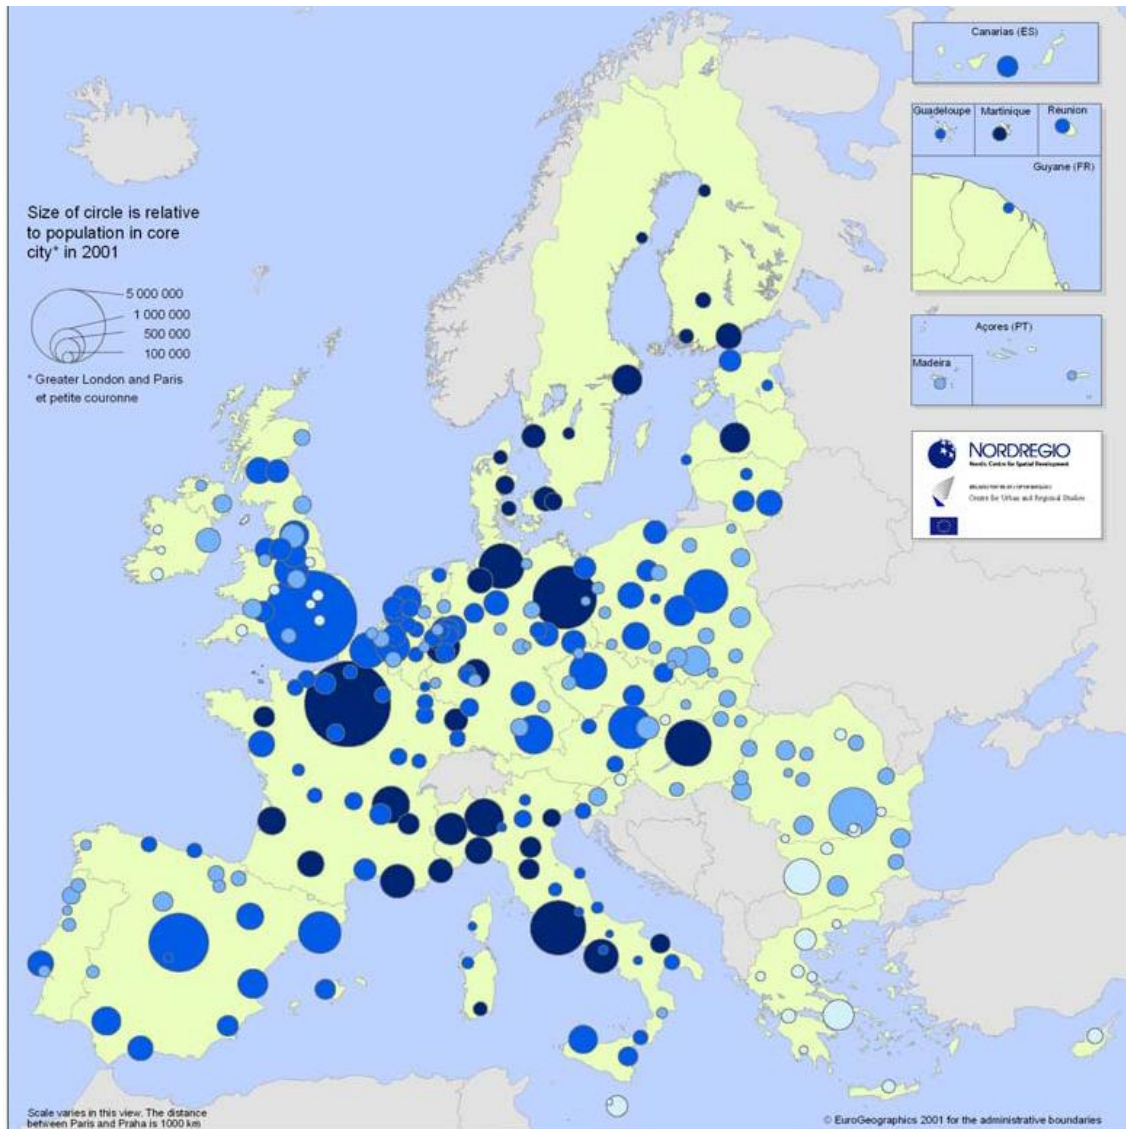 Canarias (ES)
Guadeloupe
Martinique
Réunion
Guyane (FR)
Size of circle is relative
to population in core
city* in 2001
5 000 000
1 000 000
500 000
100 000
* Greater London and Paris
et petite couronne
Açores (PT)
Madeira
NORDREGIO
Nordic Centre for Spatial Development
Centre for Urban and Regional Studies
Scale varies in this view. The distance
between Paris and Praha is 1000 km
© EuroGeographics 2001 for the administrative boundaries